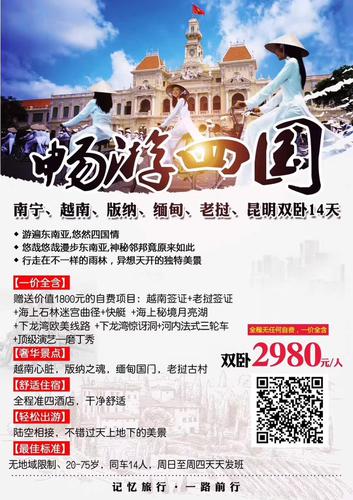 畅游四国
南宁、越南、版纳、缅甸、老挝、昆明双卧14天
游遍东南亚,悠然四国情
悠哉悠哉漫步东南亚,神秘邻邦竟原来如此
行走在不一样的雨林，异想天开的独特美景
【一价全含】
赠送价值1800元的自费项目：越南签证+老挝签证
+海上石林迷宫曲径+快艇 +海上秘境月亮湖
+下龙湾欧美线路 +下龙湾惊讶洞+河内法式三轮车
+顶级演艺一磨丁秀
全程无任何自费，一价全含
双卧2980元/人
【奢华景点】
越南心脏，版纳之魂，缅甸国门，老挝古村
【舒适住宿】
全程准四酒店，干净舒适
【轻松出游】
陆空相接，不错过天上地下的美景
【最佳标准】
无地域限制、20-75岁，同车14人，周日至周四天天发班
记忆旅行·一路前行